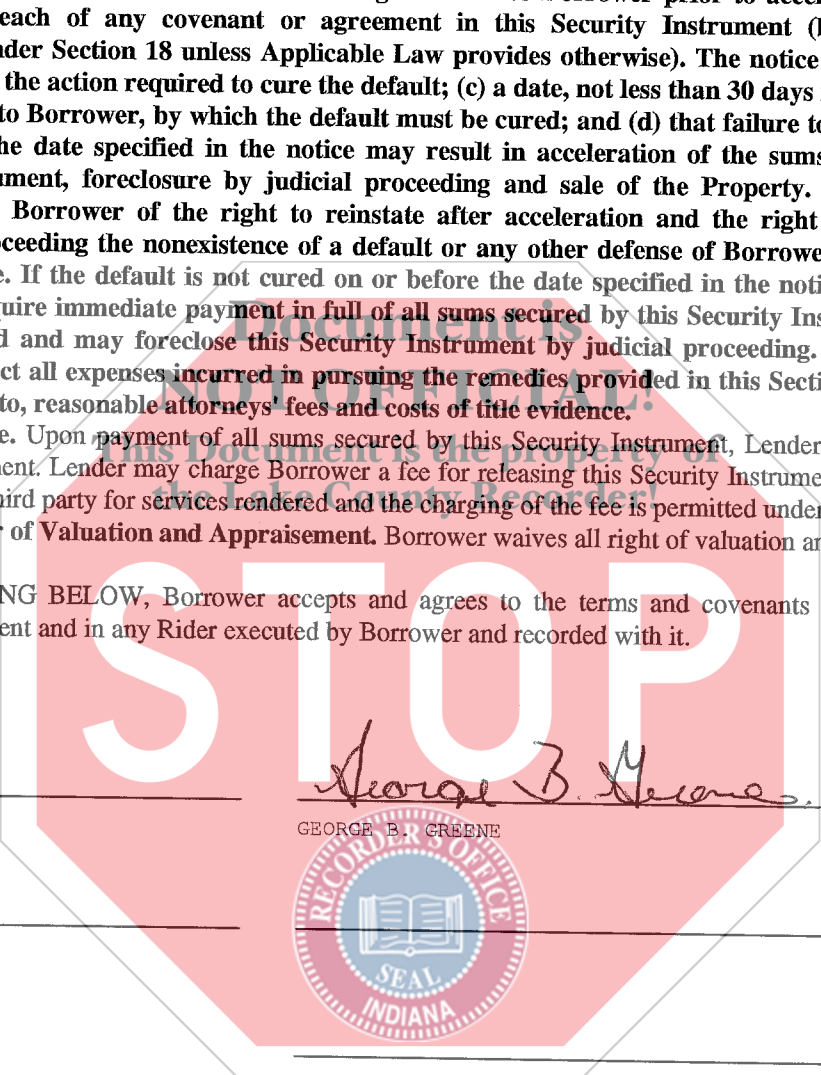 each of any covenant or agreement in this Security Instrument (
der Section 18 unless Applicable Law provides otherwise). The notice
the action required to cure the default; (c) a date, not less than 30 days
to Borrower, by which the default must be cured; and (d) that failure to
he date specified in the notice may result in acceleration of the sums
ument, foreclosure by judicial proceeding and sale of the Property.
Borrower of the right to reinstate after acceleration and the right
ceeding the nonexistence of a default or any other defense of Borrowe
e. If the default is not cured on or before the date specified in the noti
uire immediate payment in full of all sums secured by this Security Ins
d and may foreclose this Security Instrument by judicial proceeding.
ct all expenses incurred in pursuing the remedies provided in this Secti
to, reasonable attorneys' fees and costs of title evidence.
e. Upon payment of all sums secured by this Security Instrument, Lender
ent. Lender may charge Borrower a fee for releasing this Security Instrume
hird party for services rendered and the charging of the fee is permitted under
of Valuation and Appraisement. Borrower waives all right of valuation an
NG BELOW, Borrower accepts and agrees to the terms and covenants
ent and in any Rider executed by Borrower and recorded with it.
Document is
NOT OFFICIAL!
This Document is the property of
the Lake County Recorder!
STOP
George B. Greene
GEORGE B. GREENE
RECORDER'S OFFICE
SEAL
INDIANA